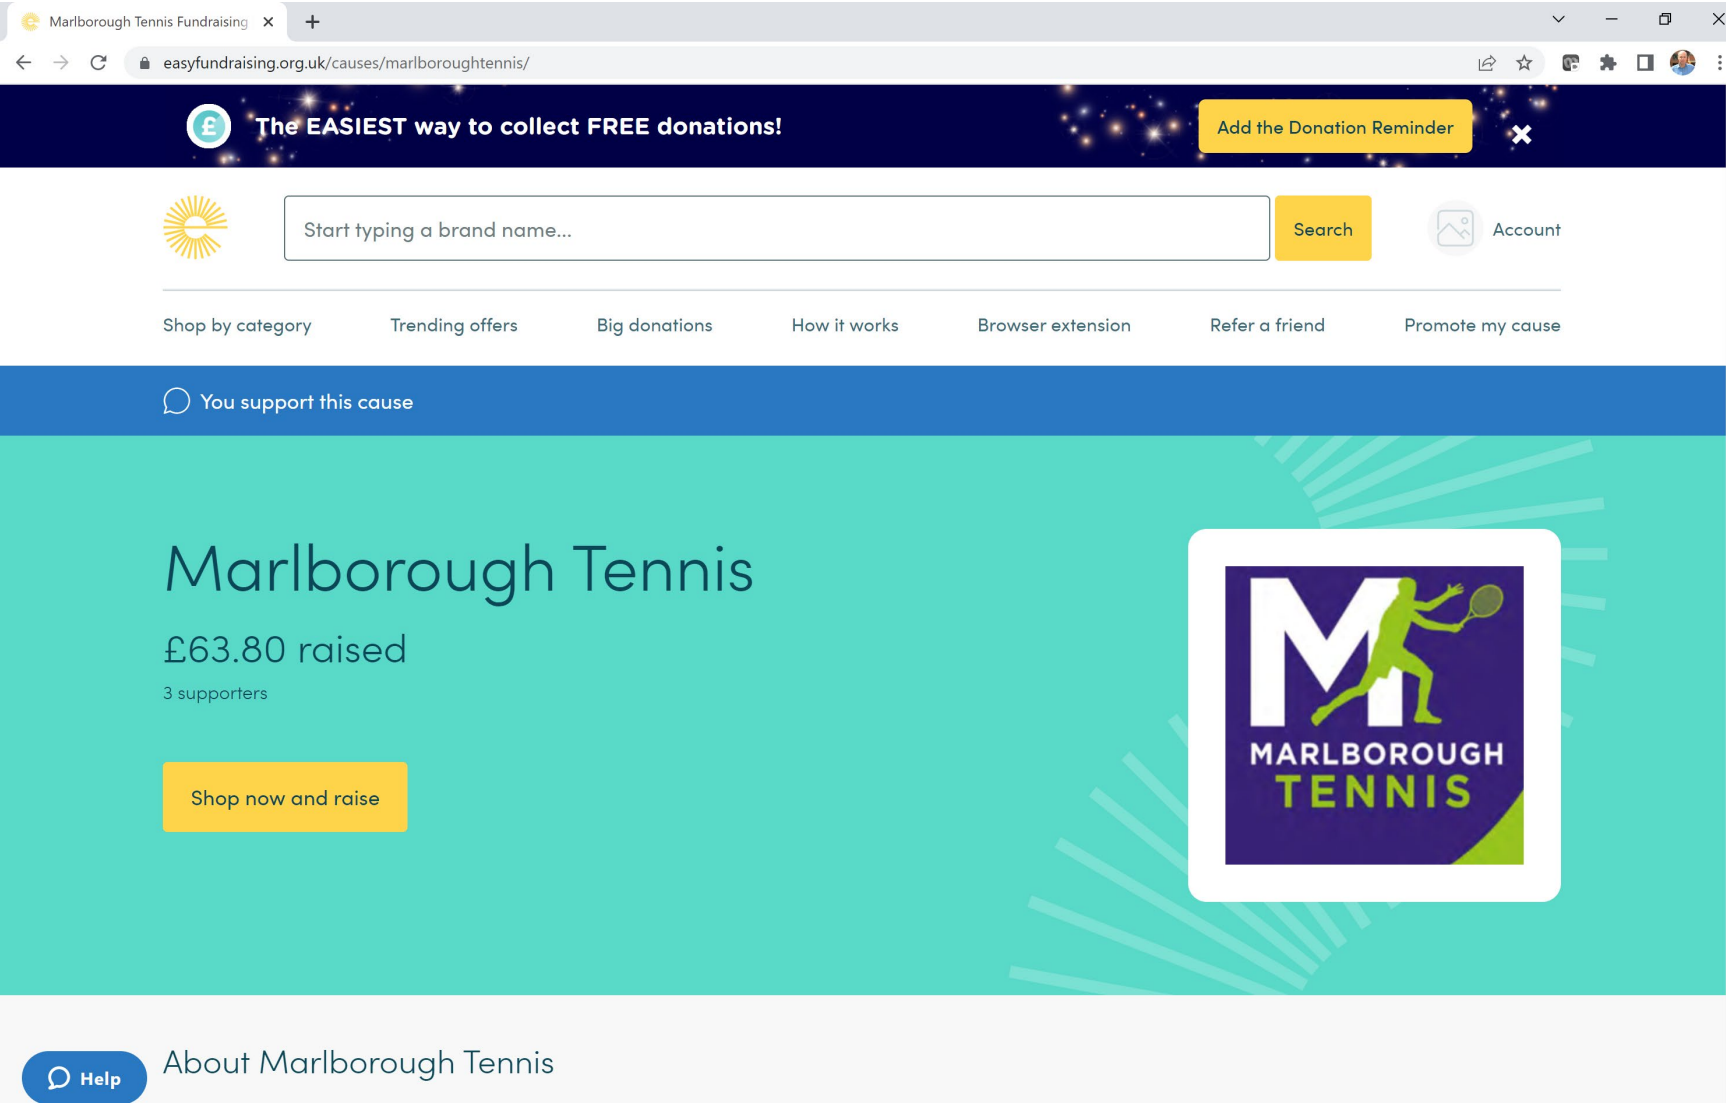 Marlborough Tennis Fundraising
easyfundraising.org.uk/causes/marlboroughtennis/
£ The EASIEST way to collect FREE donations!
Add the Donation Reminder
e
Start typing a brand name...
Search
Account
Shop by category
Trending offers
Big donations
How it works
Browser extension
Refer a friend
Promote my cause
You support this cause
Marlborough Tennis
£63.80 raised
3 supporters
Shop now and raise
M
MARLBOROUGH
TENNIS
About Marlborough Tennis
Help